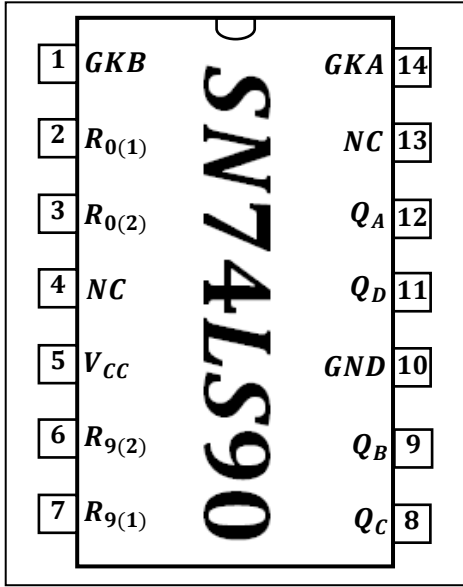 1 GKB GKA 14
2 R0(1) NC 13
3 R0(2) QA 12
4 NC QD 11
5 VCC GND 10
6 R9(2) QB 9
7 R9(1) QC 8
SN74LS90